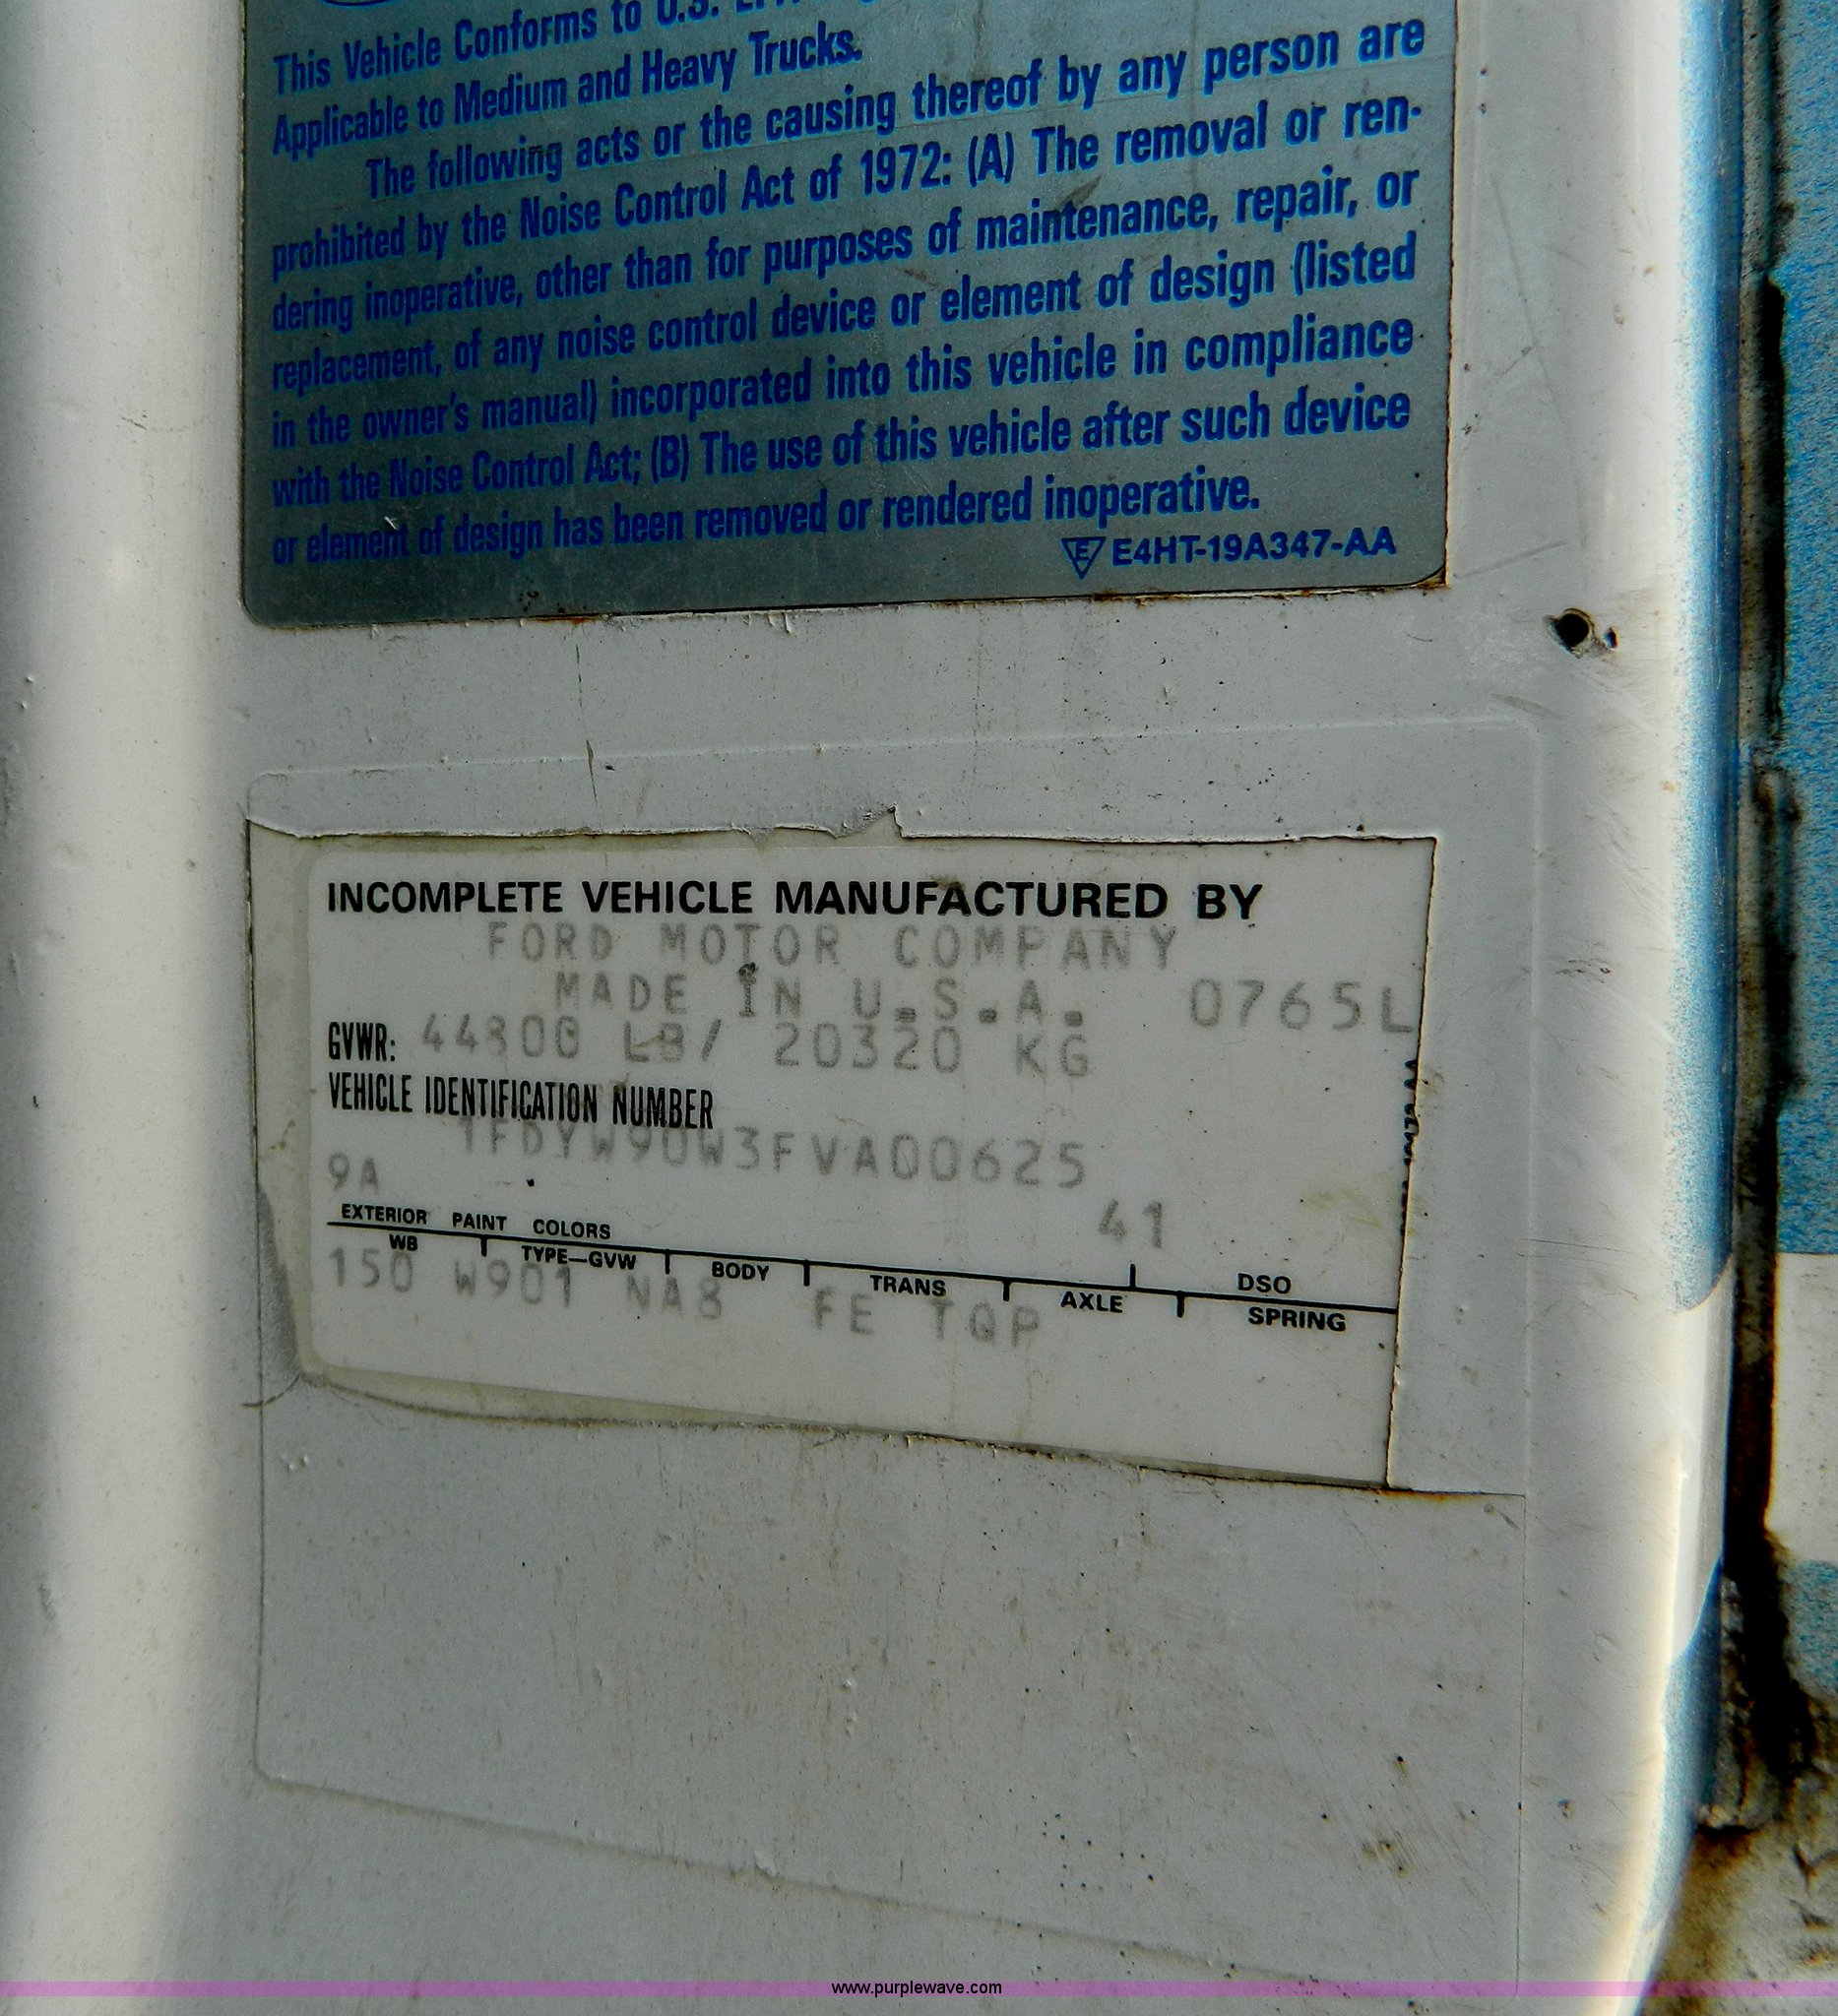 This Vehicle Conforms to U.S.
Applicable to Medium and Heavy Trucks.
The following acts or the causing thereof by any person are
prohibited by the Noise Control Act of 1972: (A) The removal or ren-
dering inoperative, other than for purposes of maintenance, repair, or
replacement, of any noise control device or element of design (listed
in the owner's manual) incorporated into this vehicle in compliance
with the Noise Control Act; (B) The use of this vehicle after such device
or element of design has been removed or rendered inoperative.
E E4HT-19A347-AA
INCOMPLETE VEHICLE MANUFACTURED BY
FORD MOTOR COMPANY
MADE IN U.S.A. 0765L
GVWR: 44800 LB/ 20320 KG
VEHICLE IDENTIFICATION NUMBER
1FDYW90W3FVA00625
9A
41
EXTERIOR PAINT COLORS DSO
WB TYPE—GVW BODY TRANS AXLE SPRING
150 W901 NA8 FE TQP
www.purplewave.com